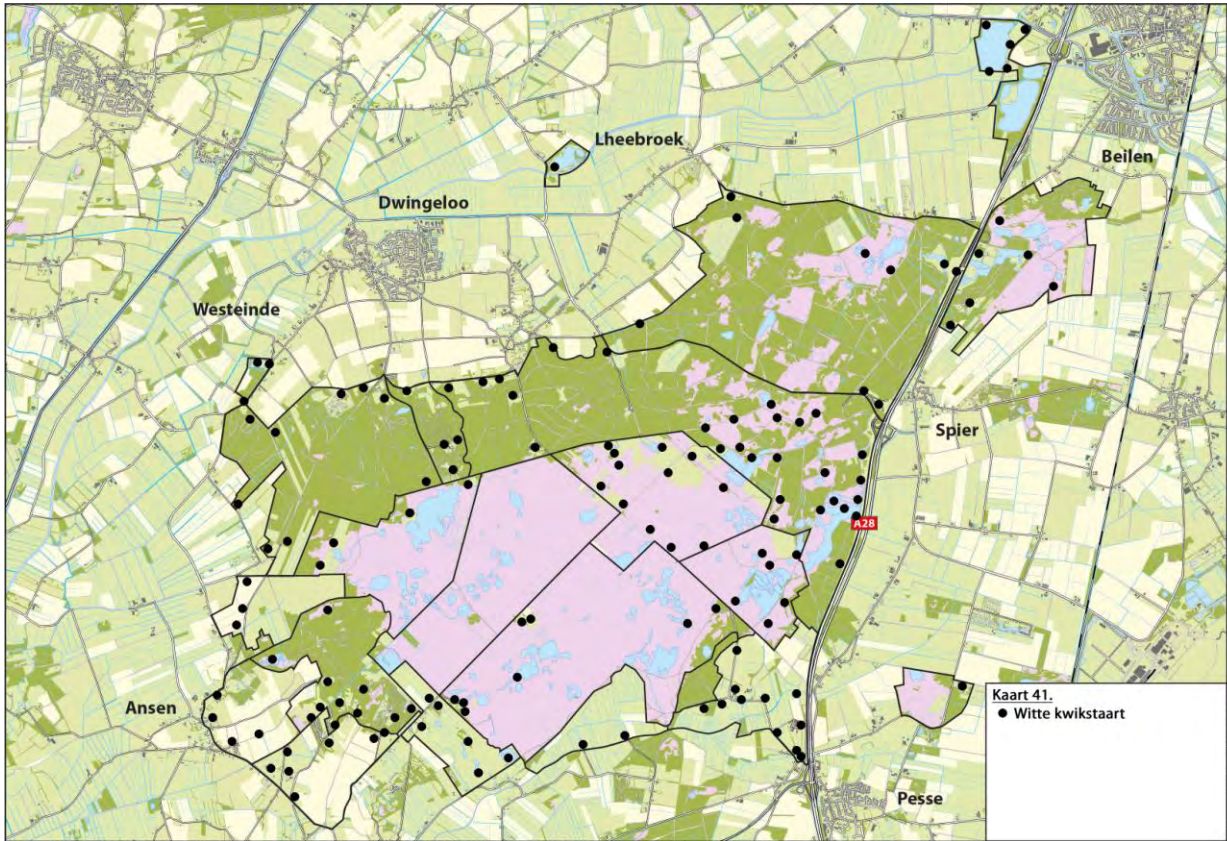 Lheebroek
Beilen
Dwingeloo
Westeinde
Spier
A28
Ansen
Kaart 41.
Witte kwikstaart
Pesse